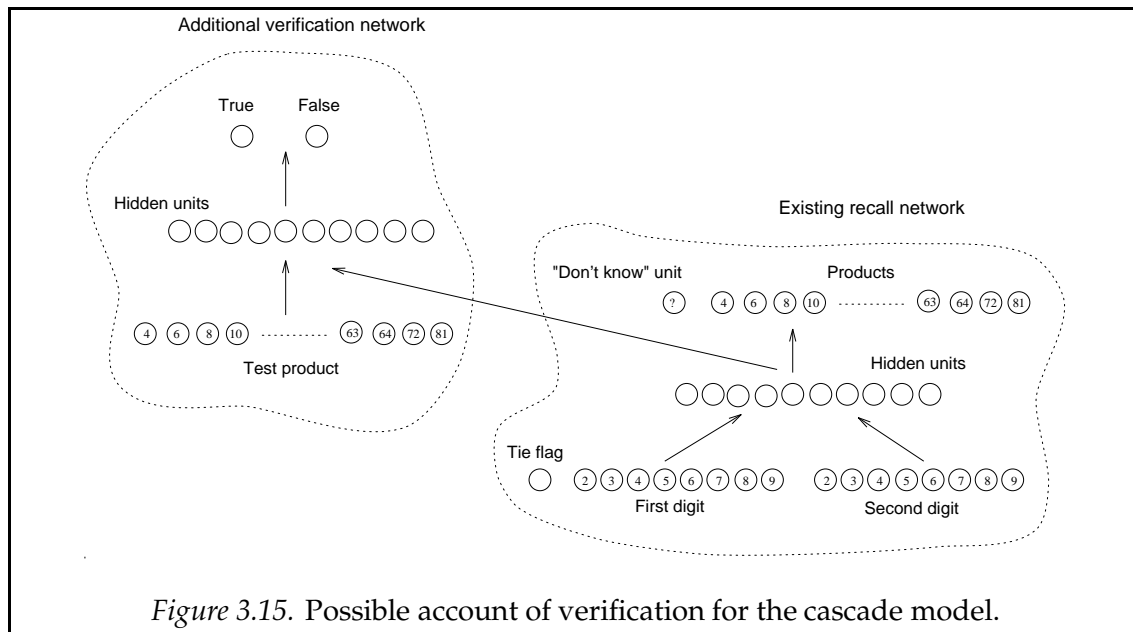 Additional verification network
True False
Hidden units
4 6 8 10 .......... 63 64 72 81
Test product
Existing recall network
"Don't know" unit Products
? 4 6 8 10 .......... 63 64 72 81
Hidden units
Tie flag
2 3 4 5 6 7 8 9 2 3 4 5 6 7 8 9
First digit Second digit
Figure 3.15. Possible account of verification for the cascade model.